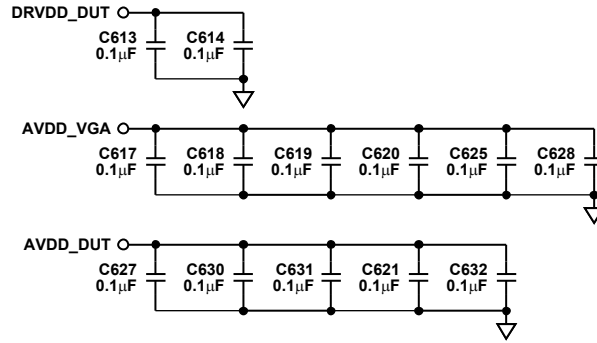 DRVDD_DUT
C613 C614
0.1µF 0.1µF
AVDD_VGA
C617 C618 C619 C620 C625 C628
0.1µF 0.1µF 0.1µF 0.1µF 0.1µF 0.1µF
AVDD_DUT
C627 C630 C631 C621 C632
0.1µF 0.1µF 0.1µF 0.1µF 0.1µF